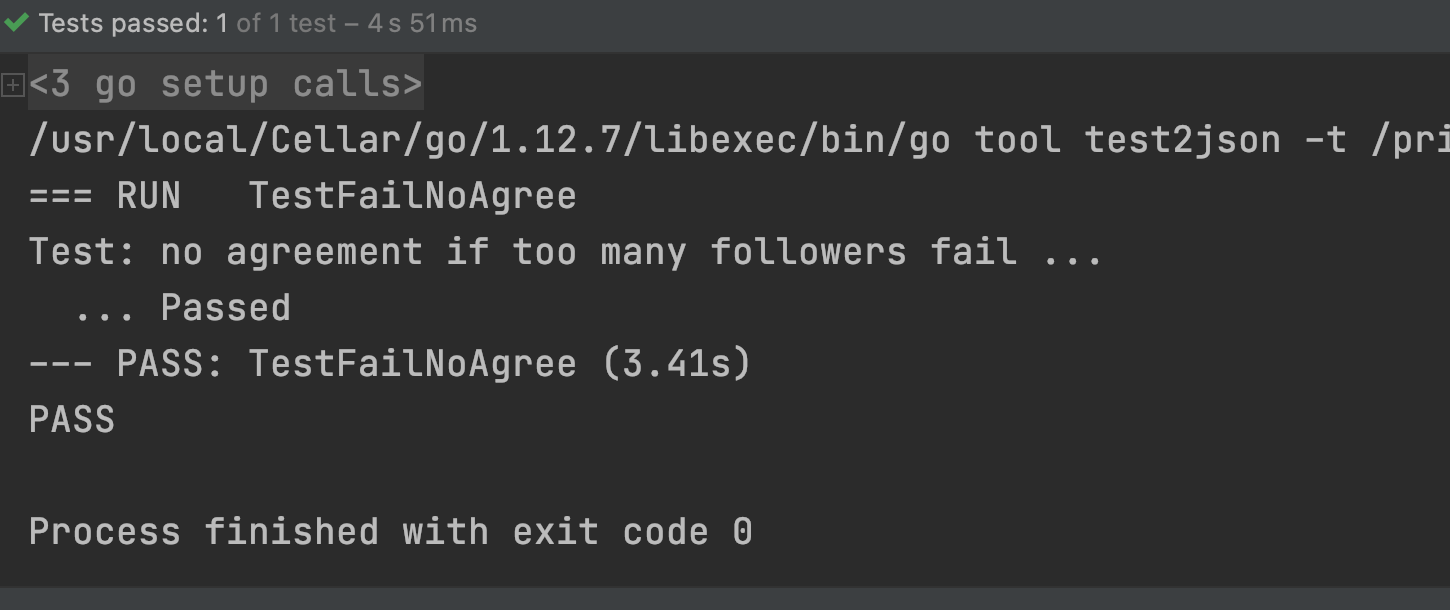 Tests passed: 1 of 1 test – 4 s 51 ms
<3 go setup calls>
/usr/local/Cellar/go/1.12.7/libexec/bin/go tool test2json -t /pri
=== RUN   TestFailNoAgree
Test: no agreement if too many followers fail ...
  ... Passed
--- PASS: TestFailNoAgree (3.41s)
PASS
Process finished with exit code 0